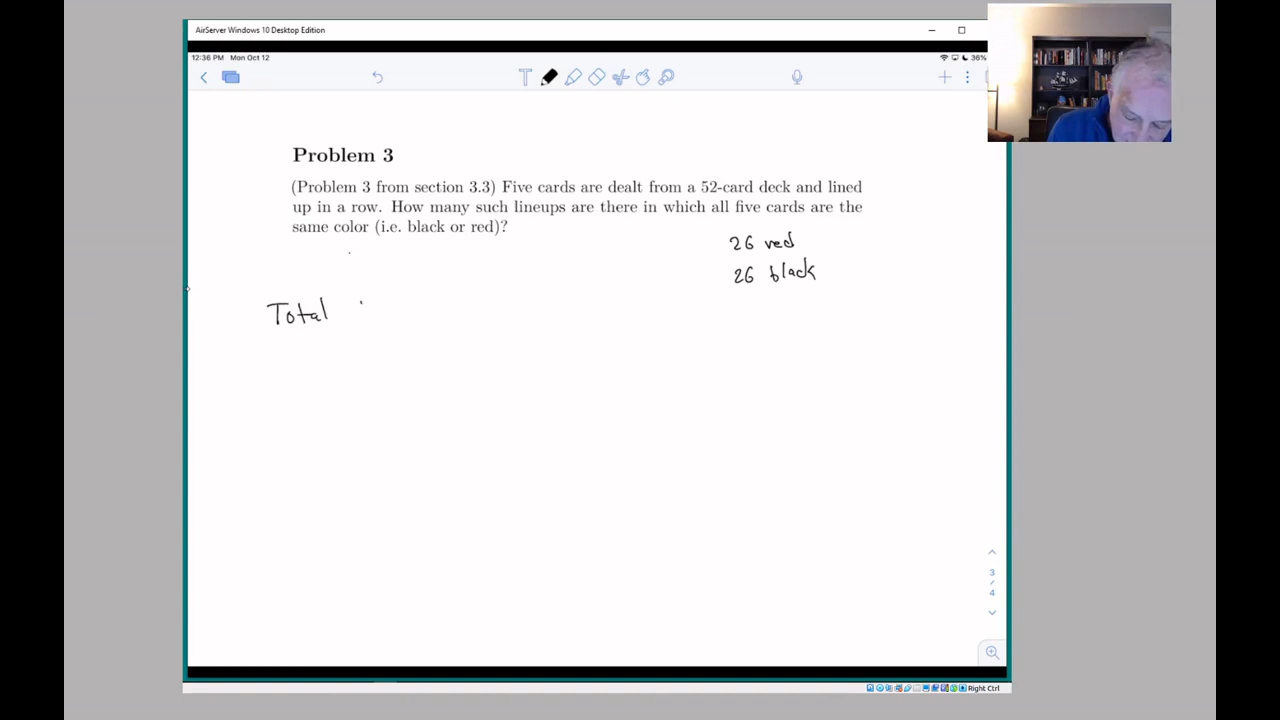 AirServer Windows 10 Desktop Edition
12:36 PM Mon Oct 12
36%
Problem 3
(Problem 3 from section 3.3) Five cards are dealt from a 52-card deck and lined
up in a row. How many such lineups are there in which all five cards are the
same color (i.e. black or red)?
26 red
26 black
Total
3
/
4
Right Ctrl